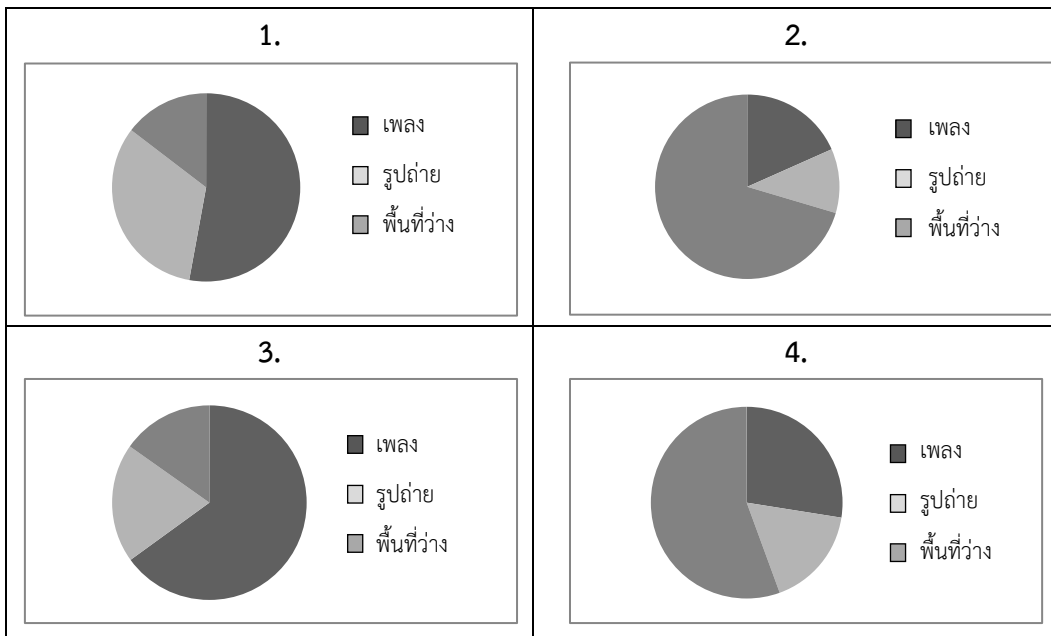 1.
เพลง
รูปถ่าย
พื้นที่ว่าง
2.
เพลง
รูปถ่าย
พื้นที่ว่าง
3.
เพลง
รูปถ่าย
พื้นที่ว่าง
4.
เพลง
รูปถ่าย
พื้นที่ว่าง